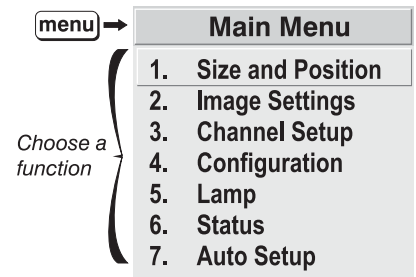 menu
Main Menu
1. Size and Position
2. Image Settings
3. Channel Setup
4. Configuration
5. Lamp
6. Status
7. Auto Setup
Choose a
function